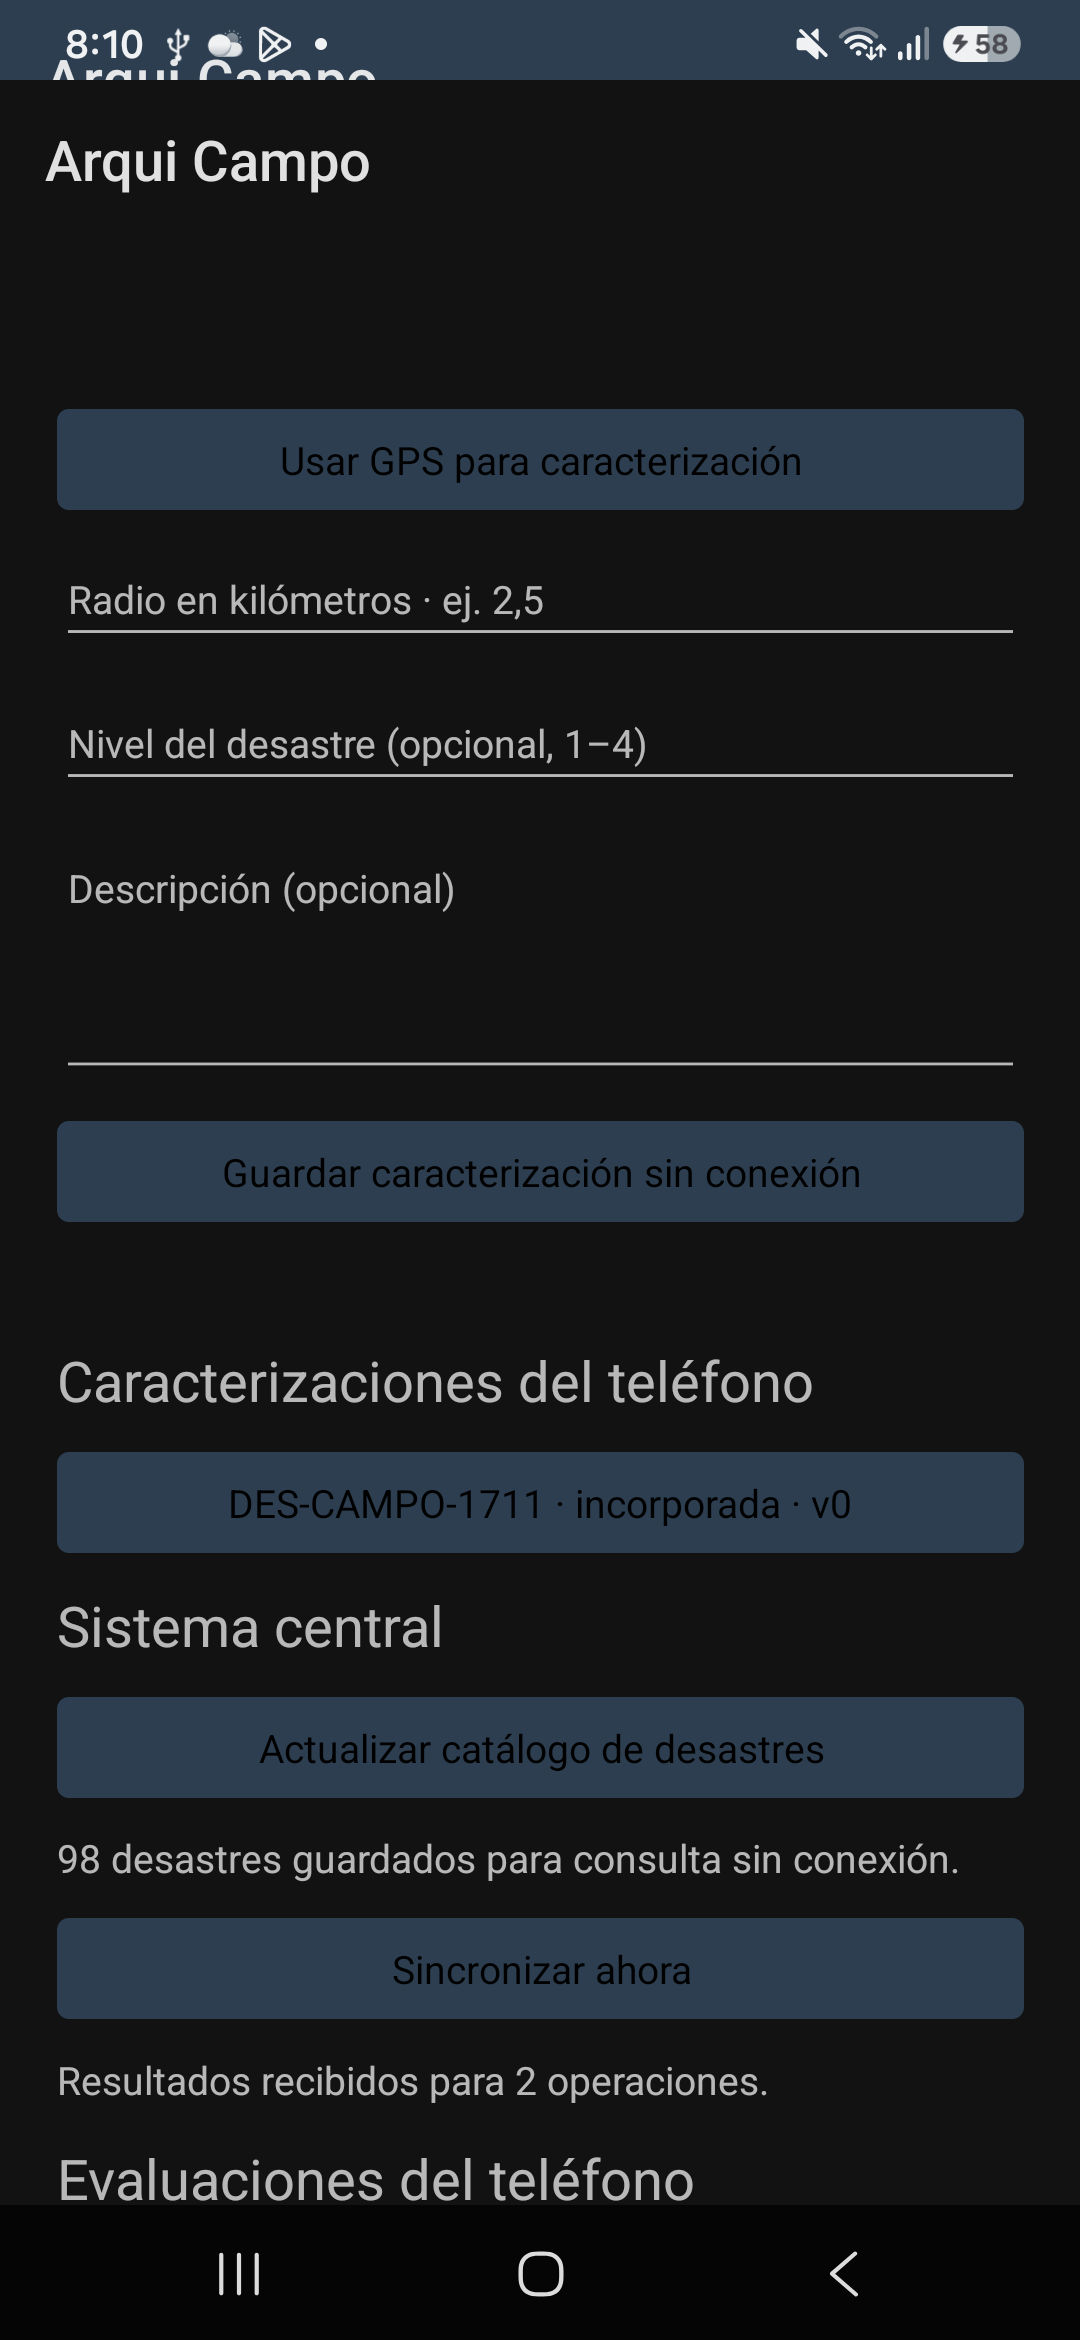 8:10
58
Arqui Campo
Arqui Campo
Usar GPS para caracterización
Radio en kilómetros · ej. 2,5
Nivel del desastre (opcional, 1–4)
Descripción (opcional)
Guardar caracterización sin conexión
Caracterizaciones del teléfono
DES-CAMPO-1711 · incorporada · v0
Sistema central
Actualizar catálogo de desastres
98 desastres guardados para consulta sin conexión.
Sincronizar ahora
Resultados recibidos para 2 operaciones.
Evaluaciones del teléfono